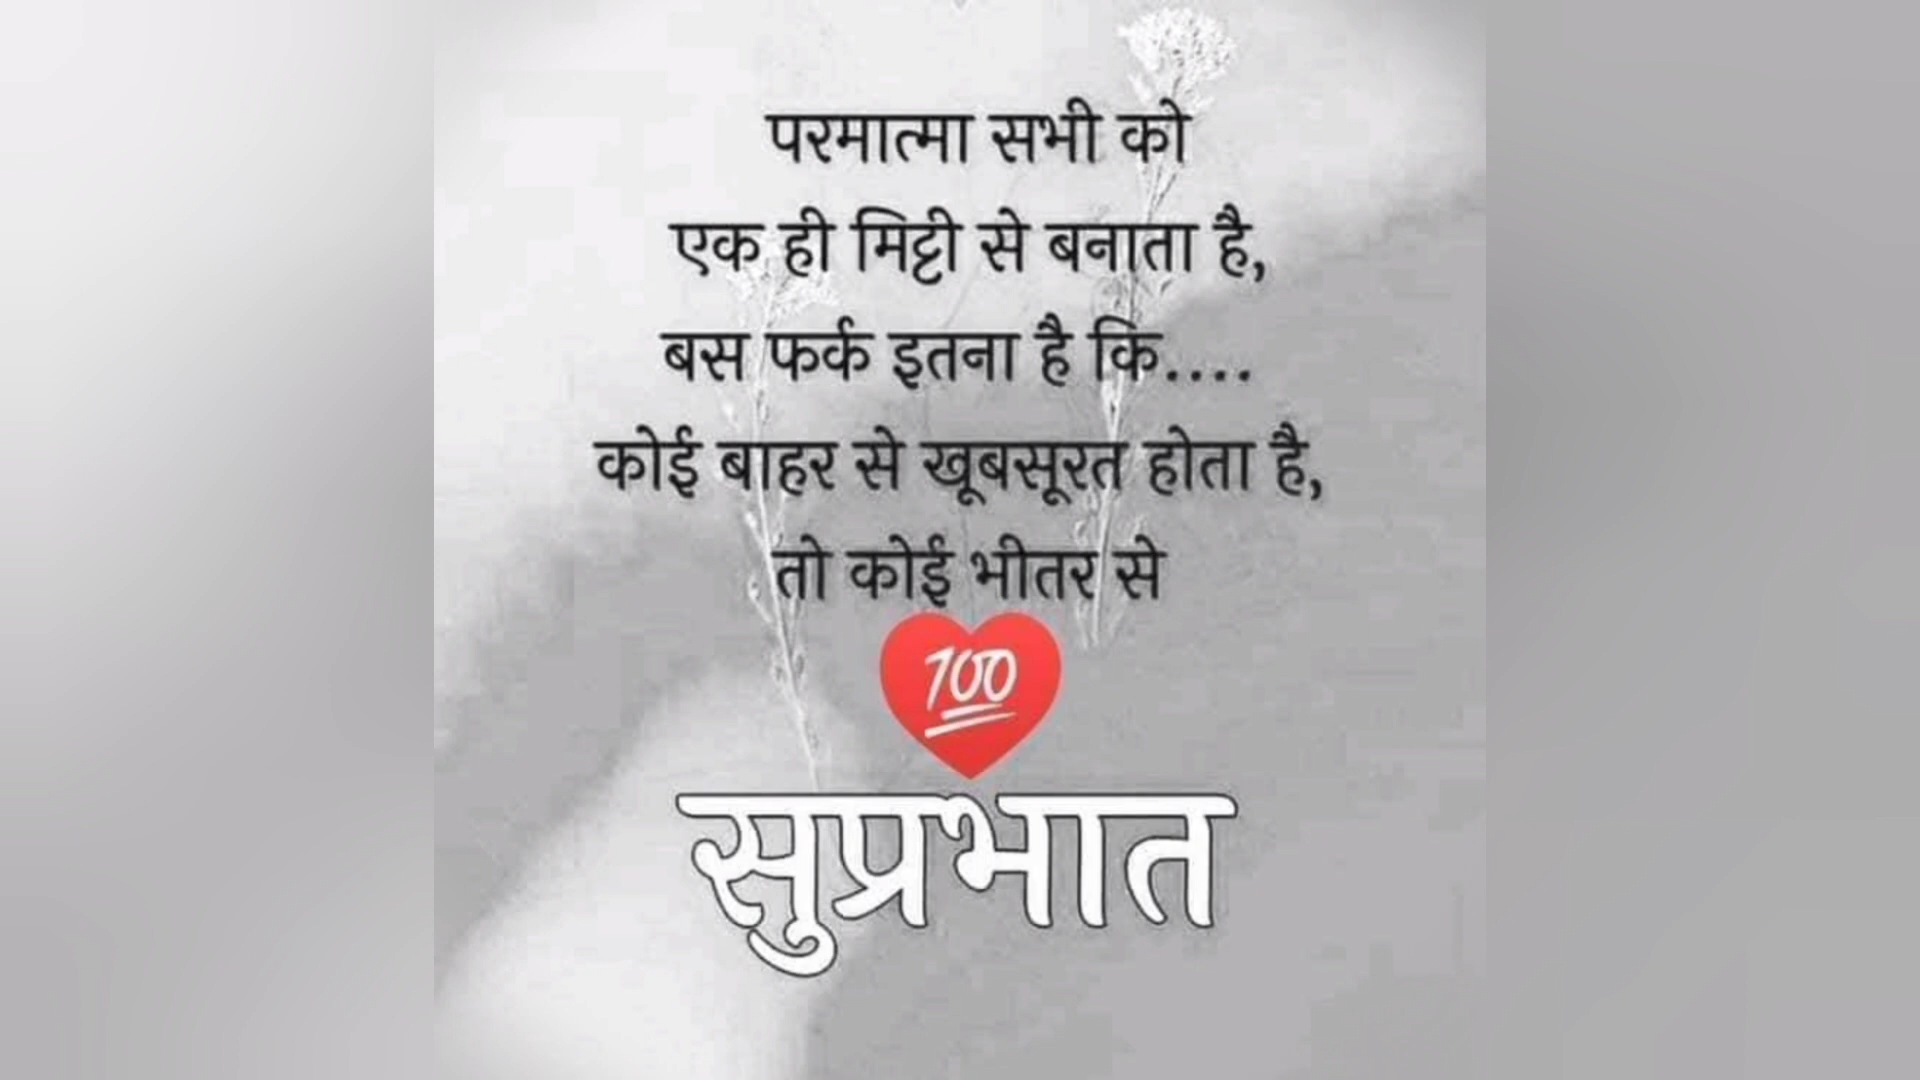 परमात्मा सभी को
एक ही मिट्टी से बनाता है,
बस फर्क इतना है कि....
कोई बाहर से खूबसूरत होता है,
तो कोई भीतर से
100
सुप्रभात